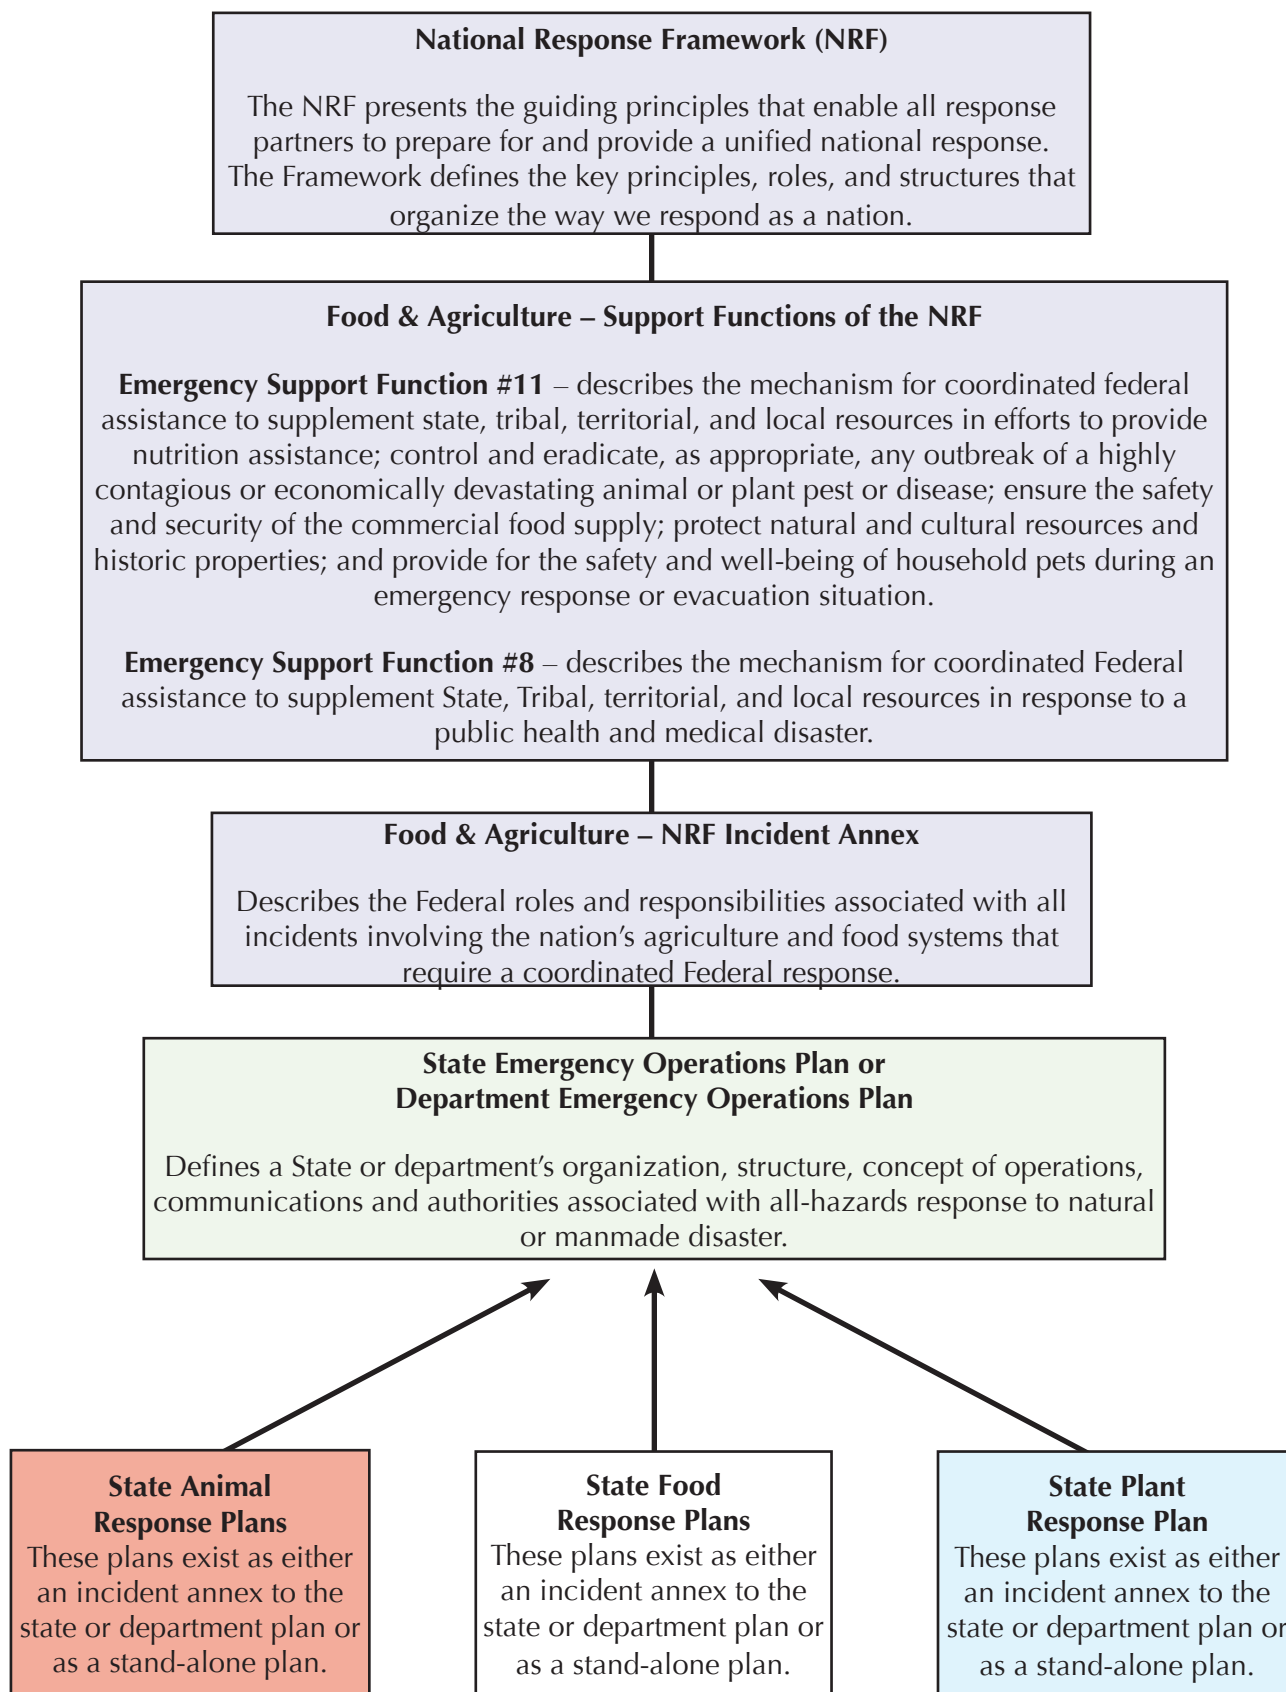 National Response Framework (NRF)
The NRF presents the guiding principles that enable all response
partners to prepare for and provide a unified national response.
The Framework defines the key principles, roles, and structures that
organize the way we respond as a nation.
Food & Agriculture – Support Functions of the NRF
Emergency Support Function #11 – describes the mechanism for coordinated federal
assistance to supplement state, tribal, territorial, and local resources in efforts to provide
nutrition assistance; control and eradicate, as appropriate, any outbreak of a highly
contagious or economically devastating animal or plant pest or disease; ensure the safety
and security of the commercial food supply; protect natural and cultural resources and
historic properties; and provide for the safety and well-being of household pets during an
emergency response or evacuation situation.
Emergency Support Function #8 – describes the mechanism for coordinated Federal
assistance to supplement State, Tribal, territorial, and local resources in response to a
public health and medical disaster.
Food & Agriculture – NRF Incident Annex
Describes the Federal roles and responsibilities associated with all
incidents involving the nation’s agriculture and food systems that
require a coordinated Federal response.
State Emergency Operations Plan or
Department Emergency Operations Plan
Defines a State or department’s organization, structure, concept of operations,
communications and authorities associated with all-hazards response to natural
or manmade disaster.
State Animal
Response Plans
These plans exist as either
an incident annex to the
state or department plan or
as a stand-alone plan.
State Food
Response Plans
These plans exist as either
an incident annex to the
state or department plan or
as a stand-alone plan.
State Plant
Response Plan
These plans exist as either
an incident annex to the
state or department plan or
as a stand-alone plan.